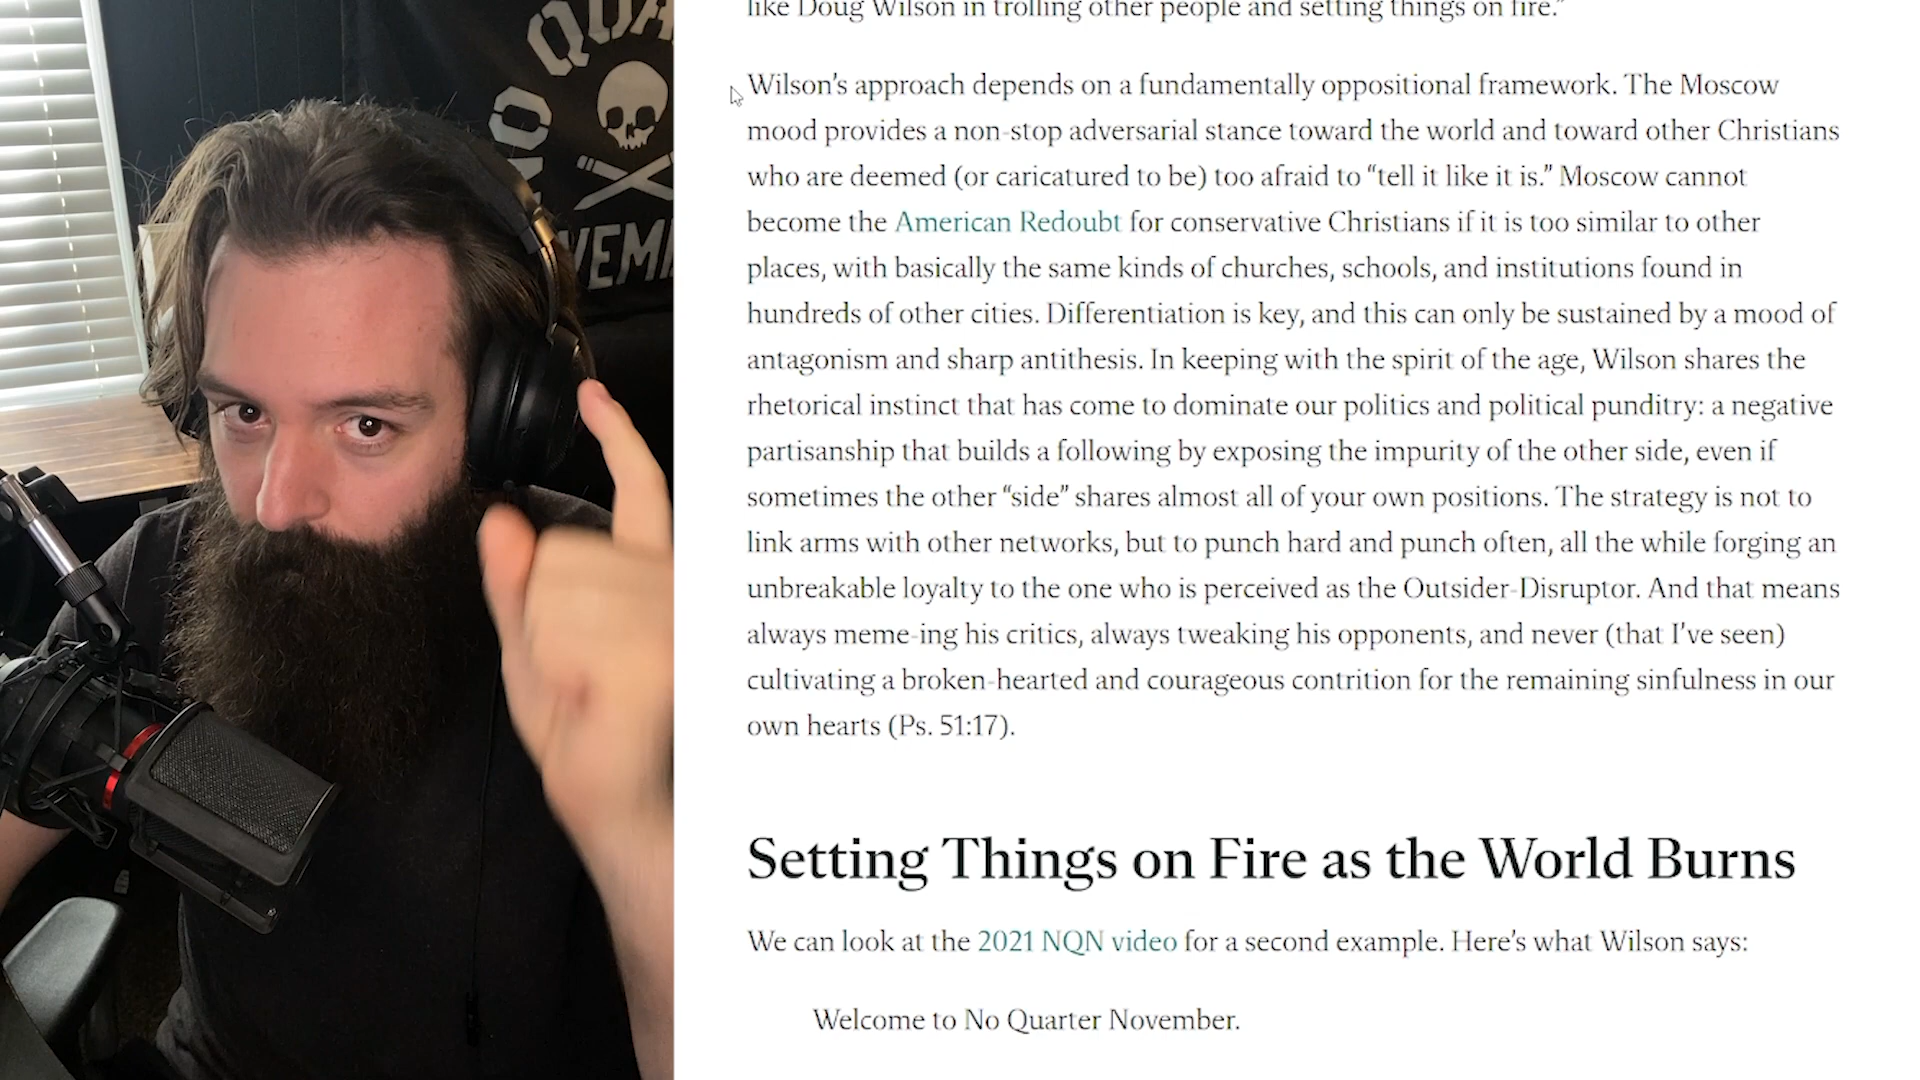 QUA
NO
VEM
like Doug Wilson in trolling other people and setting things on fire.”
Wilson’s approach depends on a fundamentally oppositional framework. The Moscow
mood provides a non-stop adversarial stance toward the world and toward other Christians
who are deemed (or caricatured to be) too afraid to “tell it like it is.” Moscow cannot
become the American Redoubt for conservative Christians if it is too similar to other
places, with basically the same kinds of churches, schools, and institutions found in
hundreds of other cities. Differentiation is key, and this can only be sustained by a mood of
antagonism and sharp antithesis. In keeping with the spirit of the age, Wilson shares the
rhetorical instinct that has come to dominate our politics and political punditry: a negative
partisanship that builds a following by exposing the impurity of the other side, even if
sometimes the other “side” shares almost all of your own positions. The strategy is not to
link arms with other networks, but to punch hard and punch often, all the while forging an
unbreakable loyalty to the one who is perceived as the Outsider-Disruptor. And that means
always meme-ing his critics, always tweaking his opponents, and never (that I’ve seen)
cultivating a broken-hearted and courageous contrition for the remaining sinfulness in our
own hearts (Ps. 51:17).
Setting Things on Fire as the World Burns
We can look at the 2021 NQN video for a second example. Here’s what Wilson says:
Welcome to No Quarter November.